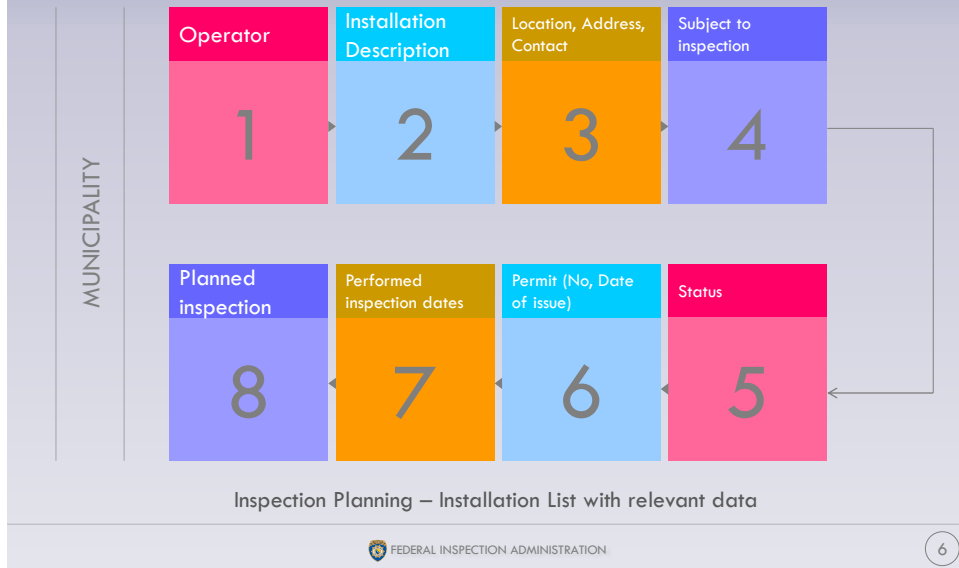 MUNICIPALITY
Operator
1
Installation
Description
2
Location, Address,
Contact
3
Subject to
inspection
4
Status
5
Permit (No, Date
of issue)
6
Performed
inspection dates
7
Planned
inspection
8
Inspection Planning – Installation List with relevant data
FEDERAL INSPECTION ADMINISTRATION
6